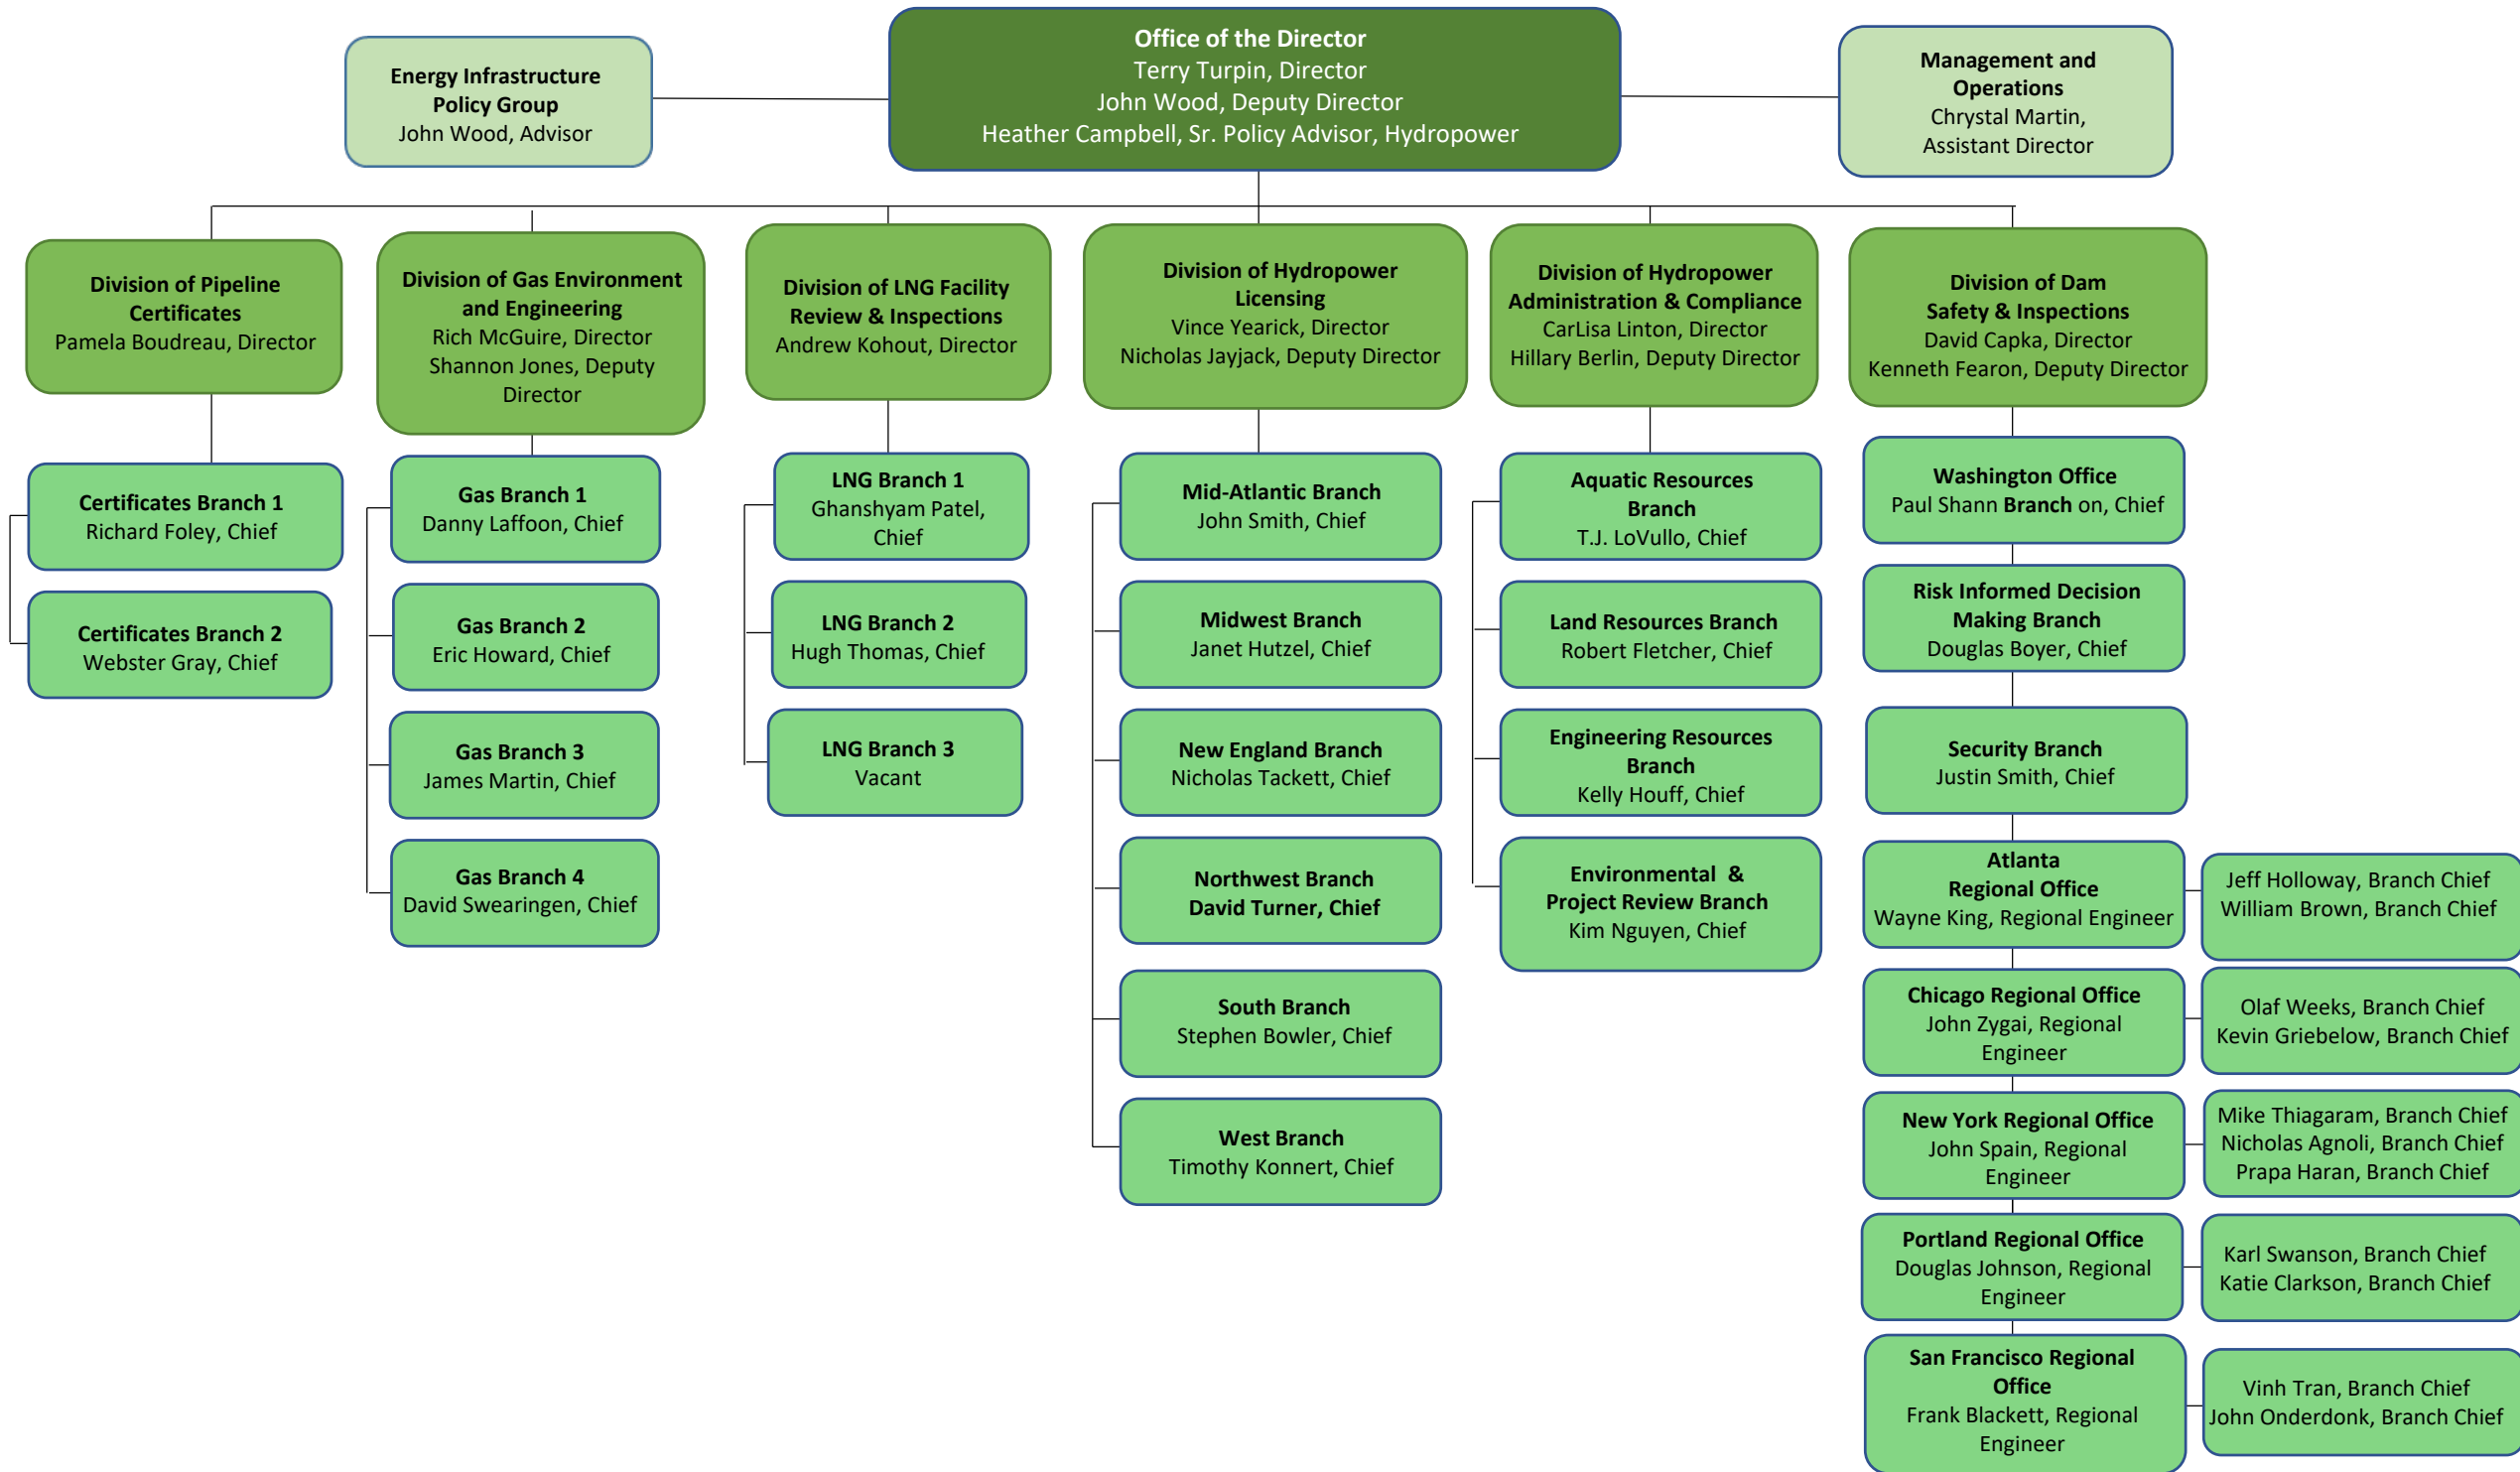 Office of the Director
Terry Turpin, Director
John Wood, Deputy Director
Heather Campbell, Sr. Policy Advisor, Hydropower
Energy Infrastructure
Policy Group
John Wood, Advisor
Management and
Operations
Chrystal Martin,
Assistant Director
Division of Pipeline
Certificates
Pamela Boudreau, Director
Certificates Branch 1
Richard Foley, Chief
Certificates Branch 2
Webster Gray, Chief
Division of Gas Environment
and Engineering
Rich McGuire, Director
Shannon Jones, Deputy
Director
Gas Branch 1
Danny Laffoon, Chief
Gas Branch 2
Eric Howard, Chief
Gas Branch 3
James Martin, Chief
Gas Branch 4
David Swearingen, Chief
Division of LNG Facility
Review & Inspections
Andrew Kohout, Director
LNG Branch 1
Ghanshyam Patel,
Chief
LNG Branch 2
Hugh Thomas, Chief
LNG Branch 3
Vacant
Division of Hydropower
Licensing
Vince Yearick, Director
Nicholas Jayjack, Deputy Director
Mid-Atlantic Branch
John Smith, Chief
Midwest Branch
Janet Hutzel, Chief
New England Branch
Nicholas Tackett, Chief
Northwest Branch
David Turner, Chief
South Branch
Stephen Bowler, Chief
West Branch
Timothy Konnert, Chief
Division of Hydropower
Administration & Compliance
CarLisa Linton, Director
Hillary Berlin, Deputy Director
Aquatic Resources
Branch
T.J. LoVullo, Chief
Land Resources Branch
Robert Fletcher, Chief
Engineering Resources
Branch
Kelly Houff, Chief
Environmental &
Project Review Branch
Kim Nguyen, Chief
Division of Dam
Safety & Inspections
David Capka, Director
Kenneth Fearon, Deputy Director
Washington Office
Paul Shann Branch on, Chief
Risk Informed Decision
Making Branch
Douglas Boyer, Chief
Security Branch
Justin Smith, Chief
Atlanta
Regional Office
Wayne King, Regional Engineer
Jeff Holloway, Branch Chief
William Brown, Branch Chief
Chicago Regional Office
John Zygai, Regional
Engineer
Olaf Weeks, Branch Chief
Kevin Griebelow, Branch Chief
New York Regional Office
John Spain, Regional
Engineer
Mike Thiagaram, Branch Chief
Nicholas Agnoli, Branch Chief
Prapa Haran, Branch Chief
Portland Regional Office
Douglas Johnson, Regional
Engineer
Karl Swanson, Branch Chief
Katie Clarkson, Branch Chief
San Francisco Regional
Office
Frank Blackett, Regional
Engineer
Vinh Tran, Branch Chief
John Onderdonk, Branch Chief